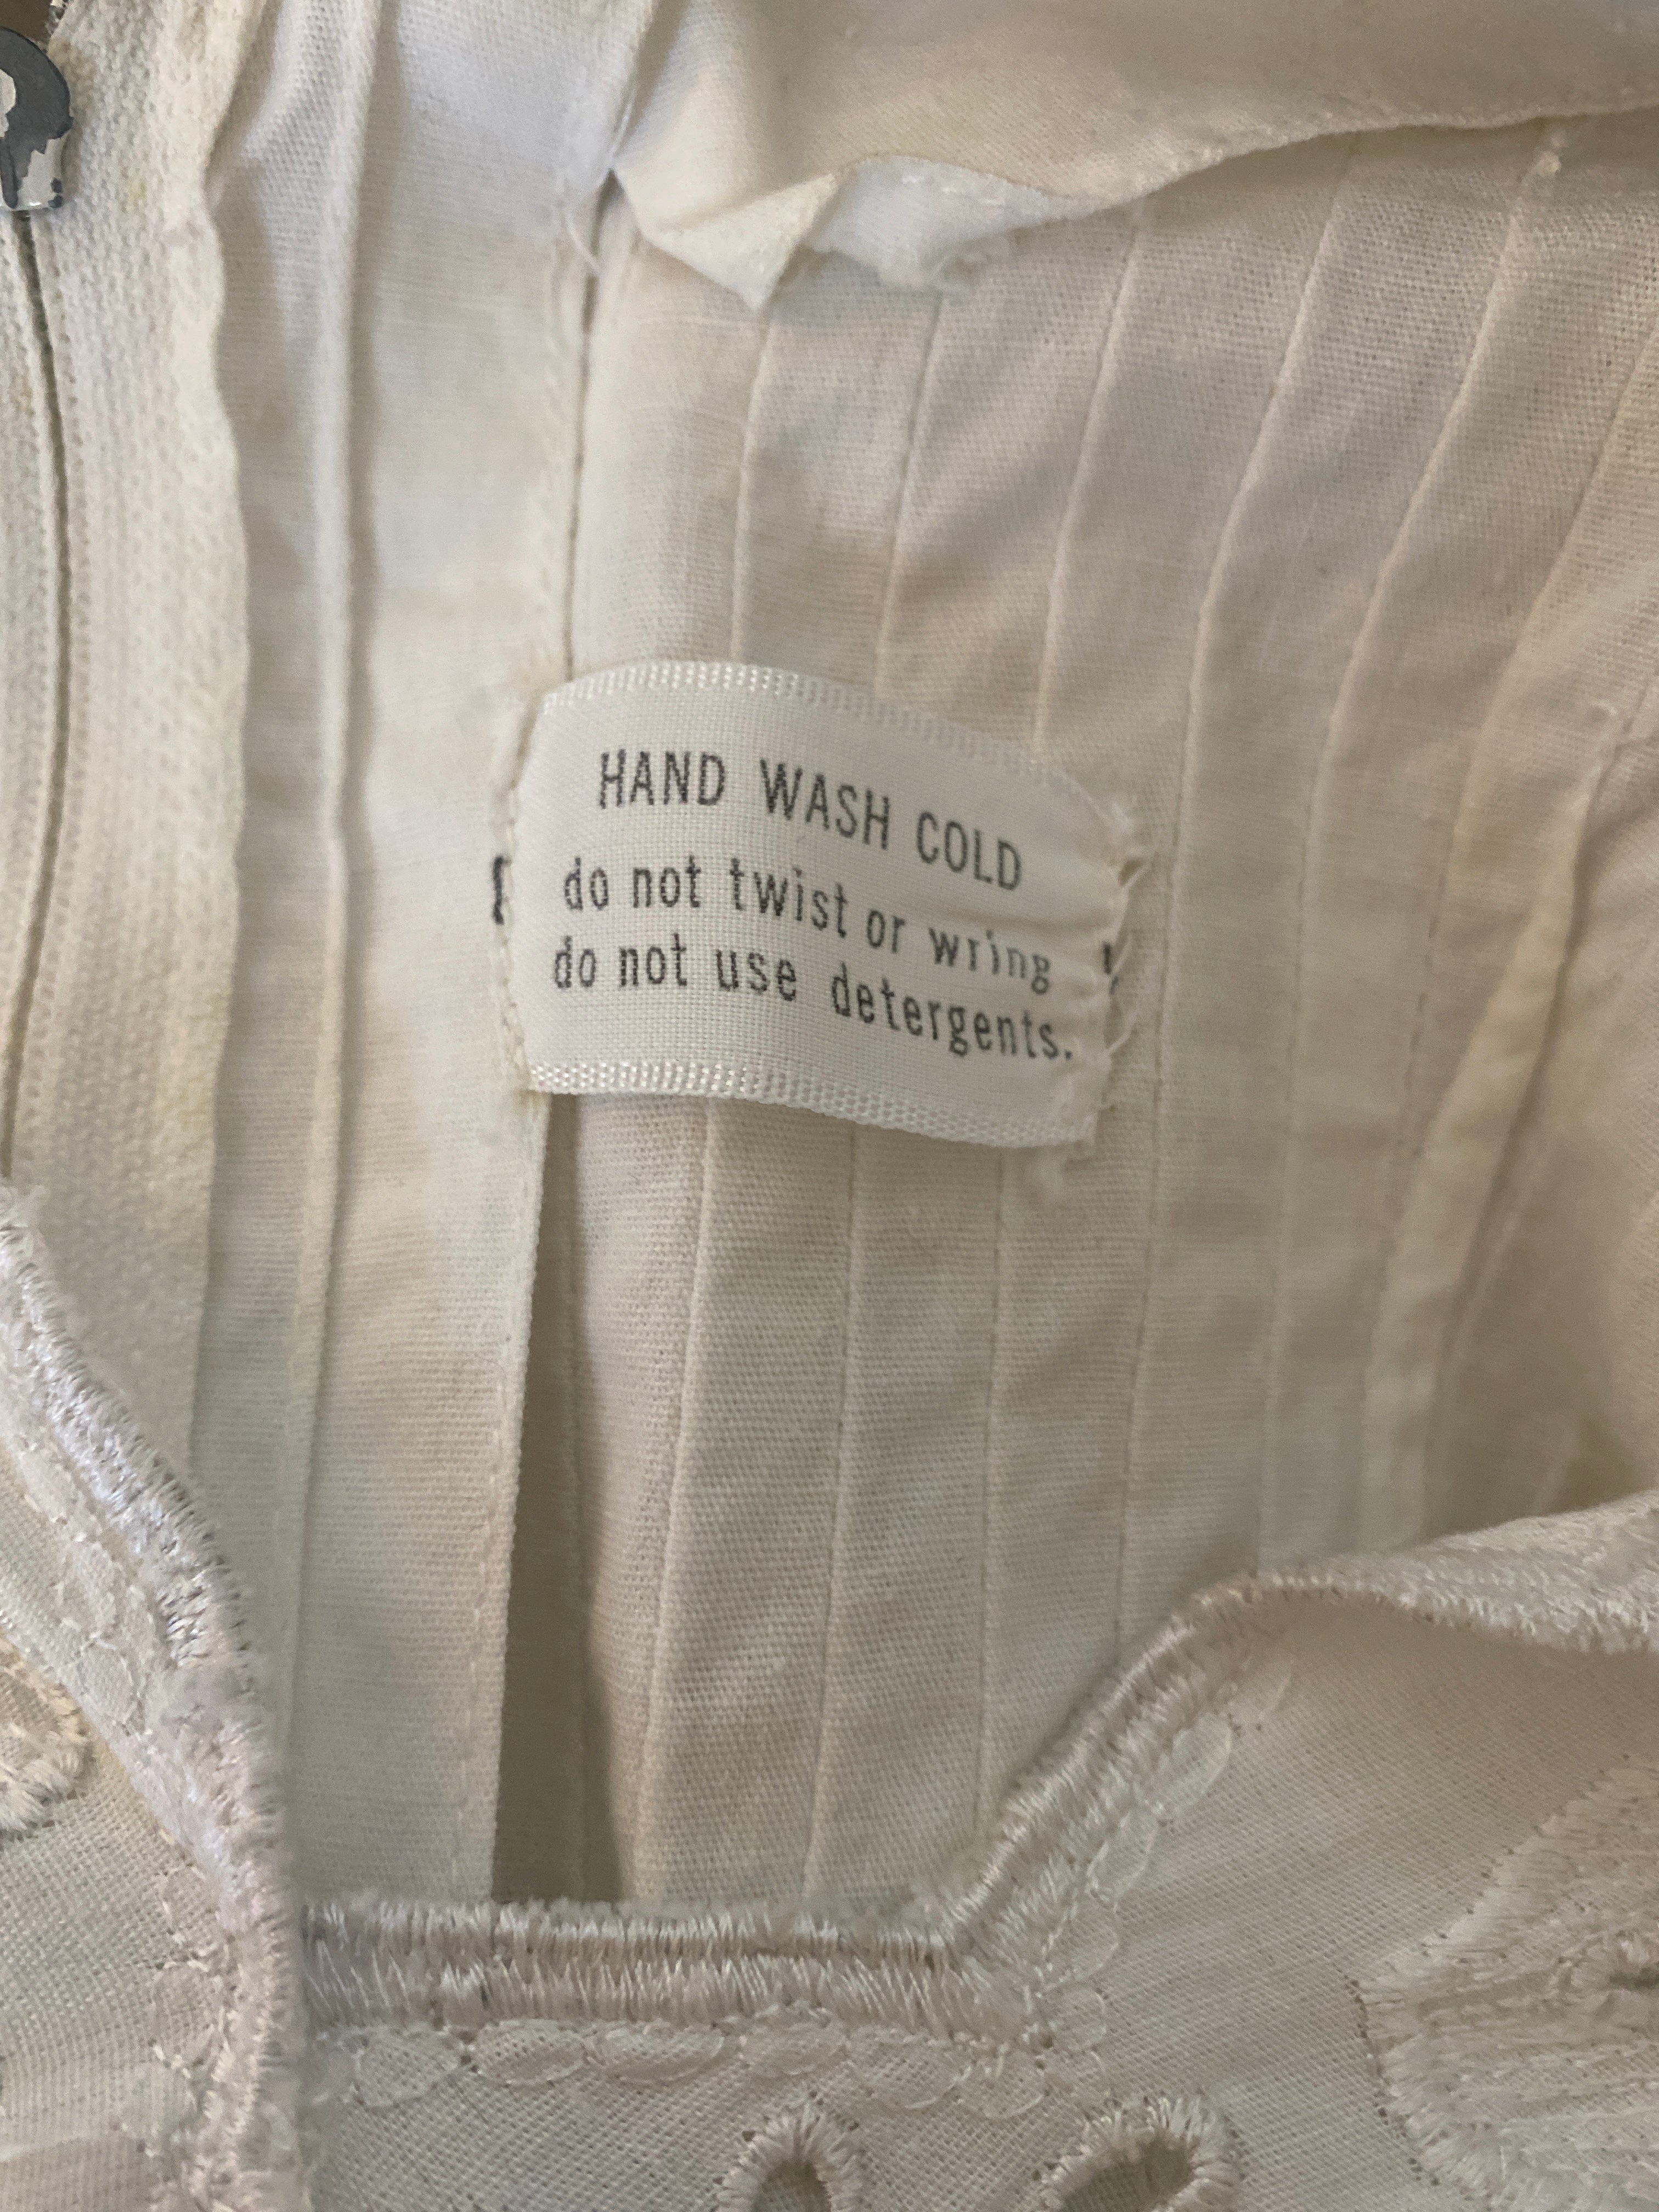 HAND WASH COLD
do not twist or wring
do not use detergents.